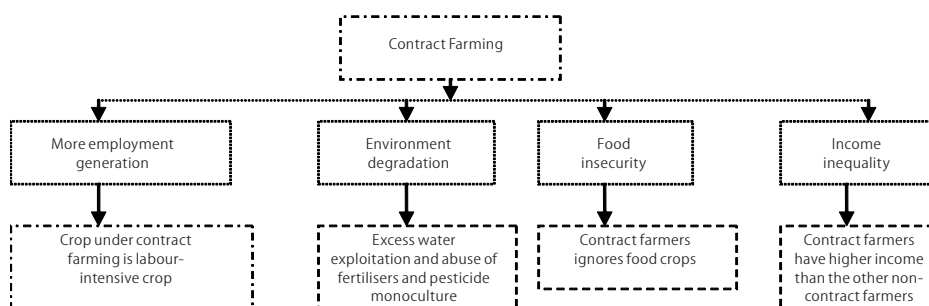 Contract Farming
More employment
generation
Environment
degradation
Food
insecurity
Income
inequality
Crop under contract
farming is labour-
intensive crop
Excess water
exploitation and abuse of
fertilisers and pesticide
monoculture
Contract farmers
ignores food crops
Contract farmers
have higher income
than the other non-
contract farmers